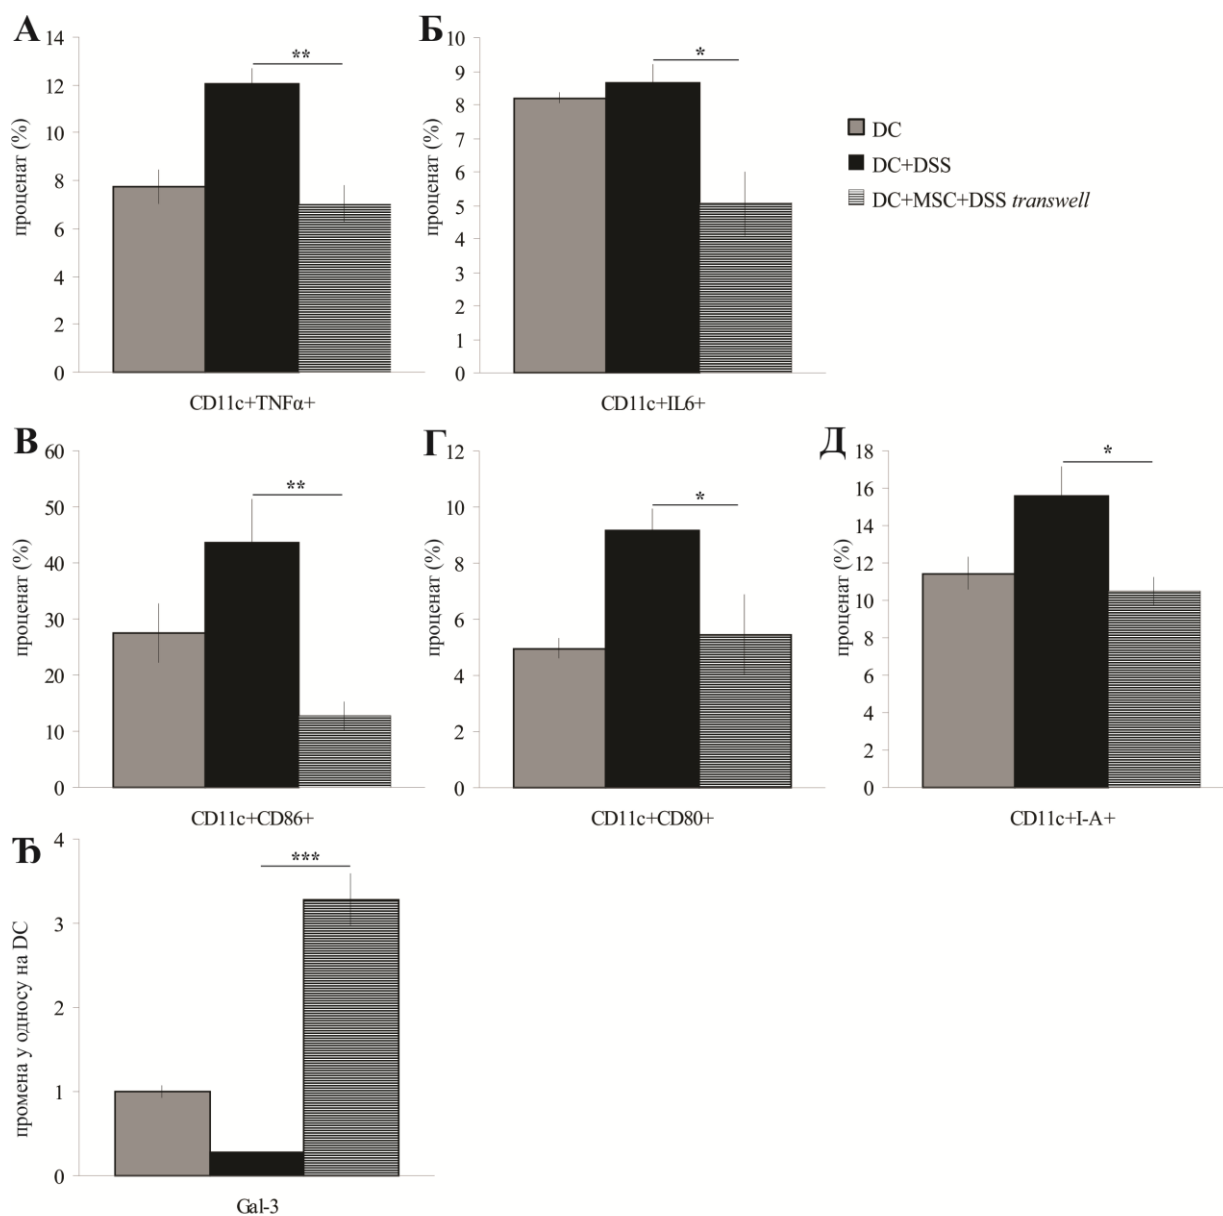 А
14
12
10
8
6
4
2
0
проценат (%)
**
CD11c+TNFα+
Б
10
9
8
7
6
5
4
3
2
1
0
проценат (%)
*
CD11c+IL6+
DC
DC+DSS
DC+MSC+DSS transwell
В
60
50
40
30
20
10
0
проценат (%)
**
CD11c+CD86+
Г
12
10
8
6
4
2
0
проценат (%)
*
CD11c+CD80+
Д
18
16
14
12
10
8
6
4
2
0
проценат (%)
*
CD11c+I-A+
Ђ
4
3
2
1
0
промена у односу на DC
***
Gal-3